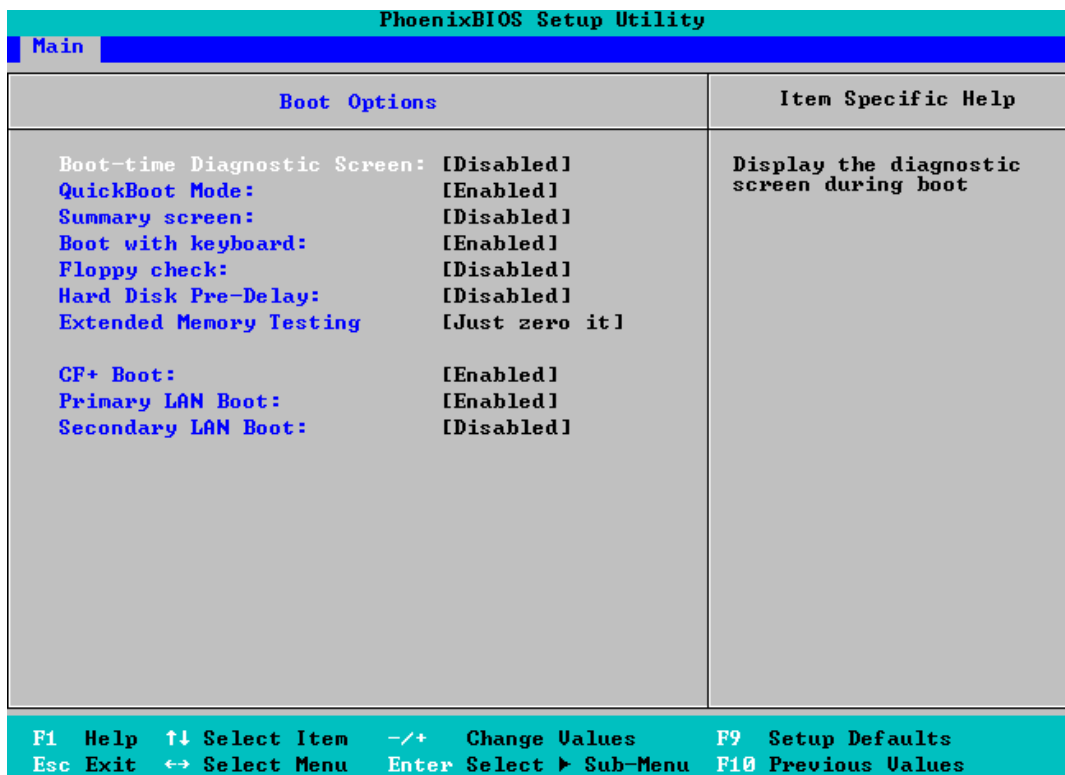 PhoenixBIOS Setup Utility
Main
Boot Options
Item Specific Help
Boot-time Diagnostic Screen: [Disabled]
QuickBoot Mode: [Enabled]
Summary screen: [Disabled]
Boot with keyboard: [Enabled]
Floppy check: [Disabled]
Hard Disk Pre-Delay: [Disabled]
Extended Memory Testing [Just zero it]
CF+ Boot: [Enabled]
Primary LAN Boot: [Enabled]
Secondary LAN Boot: [Disabled]
Display the diagnostic
screen during boot
F1 Help ↑↓ Select Item -/+ Change Values F9 Setup Defaults
Esc Exit ↔ Select Menu Enter Select ▶ Sub-Menu F10 Previous Values